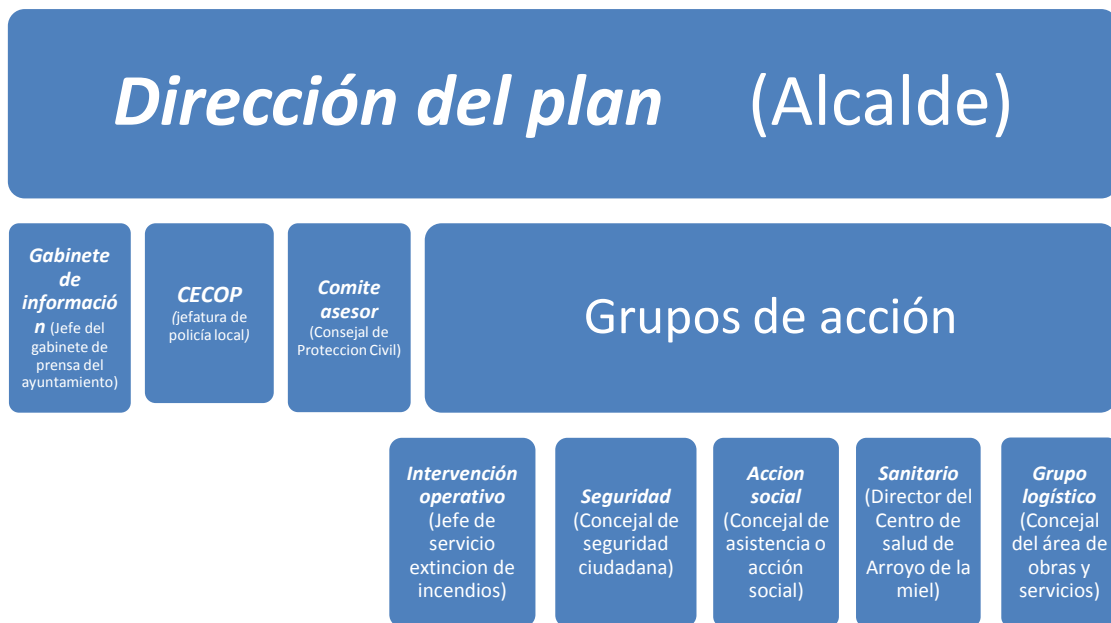 Dirección del plan (Alcalde)
Gabinete
de
informació
n (Jefe del
gabinete de
prensa del
ayuntamiento)
CECOP
(jefatura de
policía local)
Comite
asesor
(Consejal de
Proteccion Civil)
Grupos de acción
Intervención
operativo
(Jefe de
servicio
extincion de
incendios)
Seguridad
(Concejal de
seguridad
ciudadana)
Accion
social
(Concejal de
asistencia o
acción
social)
Sanitario
(Director del
Centro de
salud de
Arroyo de la
miel)
Grupo
logístico
(Concejal
del área de
obras y
servicios)